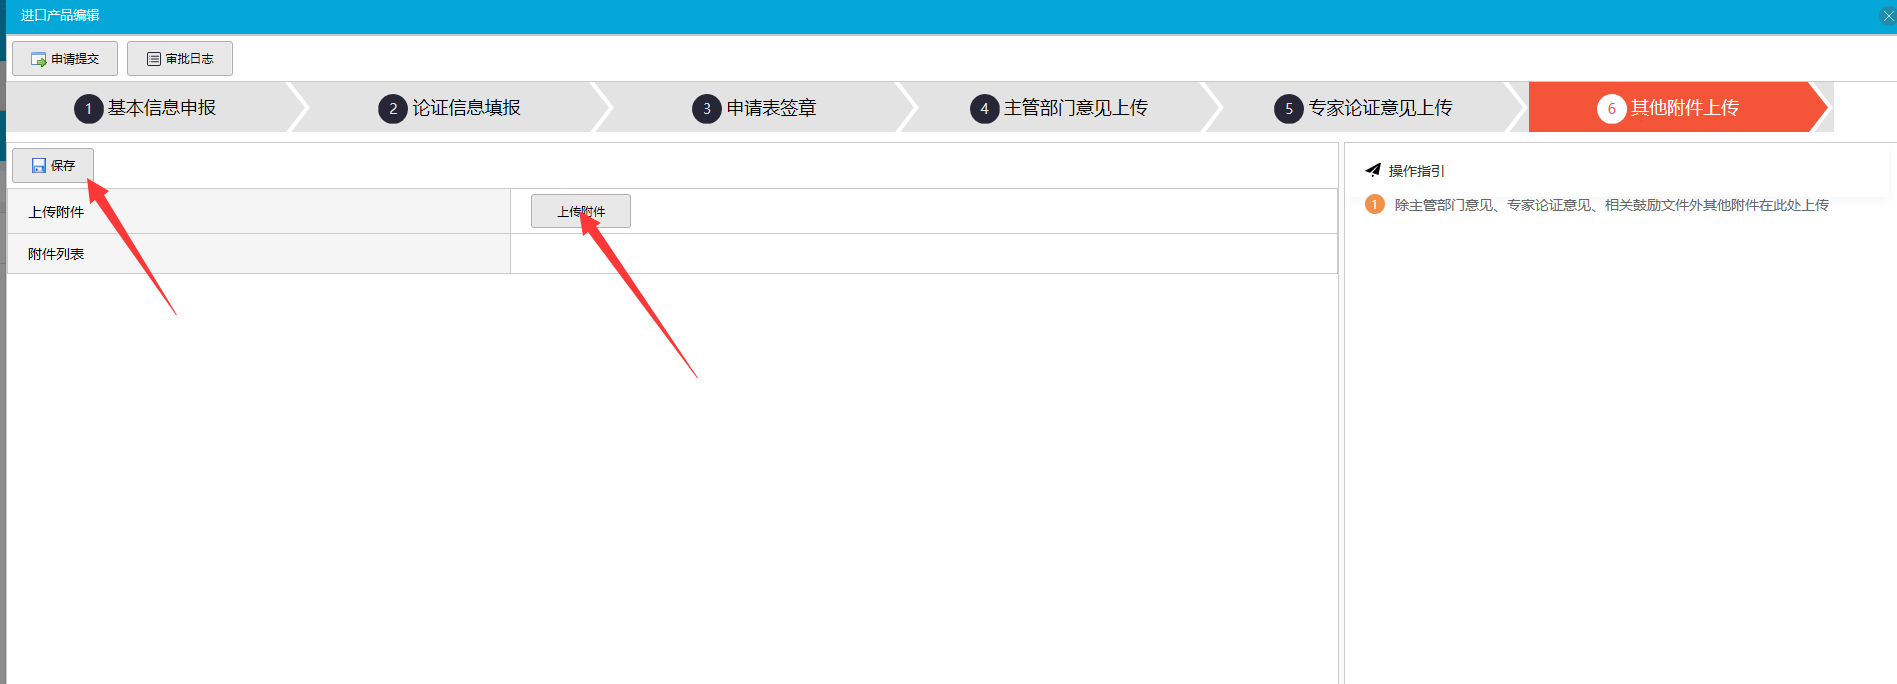 进口产品编辑
申请提交 审批日志
1 基本信息申报 2 论证信息填报 3 申请表签章 4 主管部门意见上传 5 专家论证意见上传 6 其他附件上传
保存
上传附件 上传附件
附件列表
操作指引
1 除主管部门意见、专家论证意见、相关鼓励文件外其他附件在此处上传